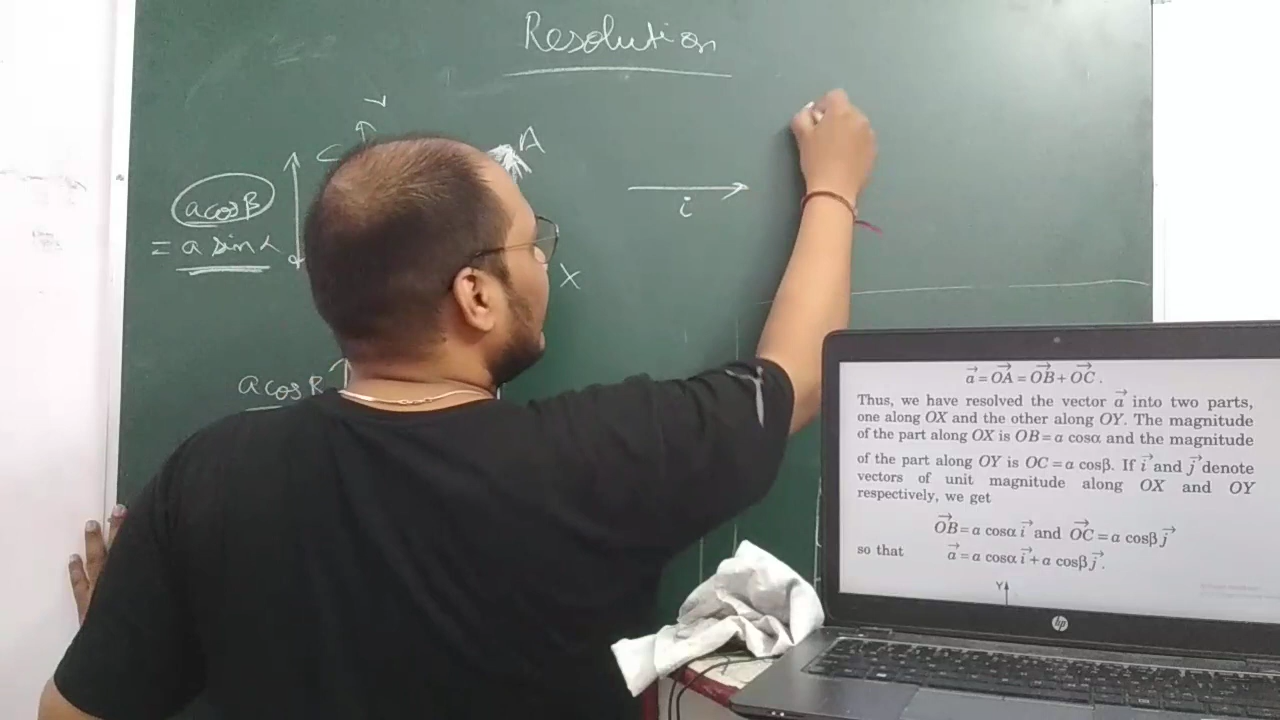 Resolution
A
C
a cos β
= a sin α
i
X
a cos β
a⃗ = OA⃗ = OB⃗ + OC⃗ .
Thus, we have resolved the vector a⃗ into two parts,
one along OX and the other along OY. The magnitude
of the part along OX is OB = a cosα and the magnitude
of the part along OY is OC = a cosβ. If i⃗ and j⃗ denote
vectors of unit magnitude along OX and OY
respectively, we get
OB⃗ = a cosα i⃗ and OC⃗ = a cosβ j⃗
so that a⃗ = a cosα i⃗ + a cosβ j⃗ .
Y
hp